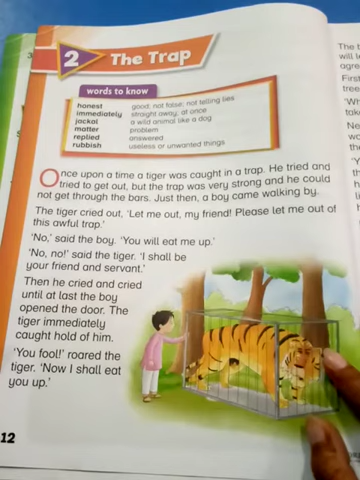 2 The Trap
words to know
honest good; not false; not telling lies
immediately straight away; at once
jackal a wild animal like a dog
matter problem
replied answered
rubbish useless or unwanted things
Once upon a time a tiger was caught in a trap. He tried and
tried to get out, but the trap was very strong and he could
not get through the bars. Just then, a boy came walking by.
The tiger cried out, 'Let me out, my friend! Please let me out of
this awful trap.'
'No,' said the boy. 'You will eat me up.'
'No, no!' said the tiger. 'I shall be
your friend and servant.'
Then he cried and cried
until at last the boy
opened the door. The
tiger immediately
caught hold of him.
'You fool!' roared the
tiger. 'Now I shall eat
you up.'
12
The t
will l
agre
First
tree